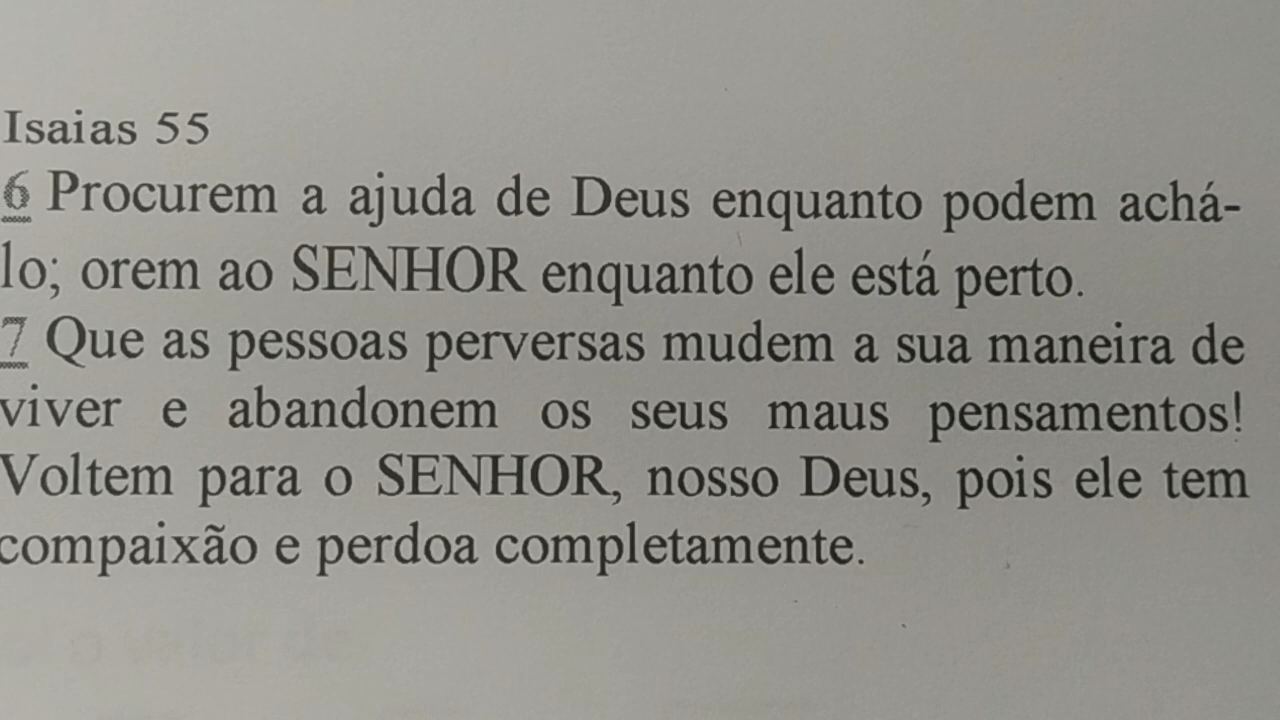 Isaias 55
6 Procurem a ajuda de Deus enquanto podem achá-
lo; orem ao SENHOR enquanto ele está perto.
7 Que as pessoas perversas mudem a sua maneira de
viver e abandonem os seus maus pensamentos!
Voltem para o SENHOR, nosso Deus, pois ele tem
compaixão e perdoa completamente.